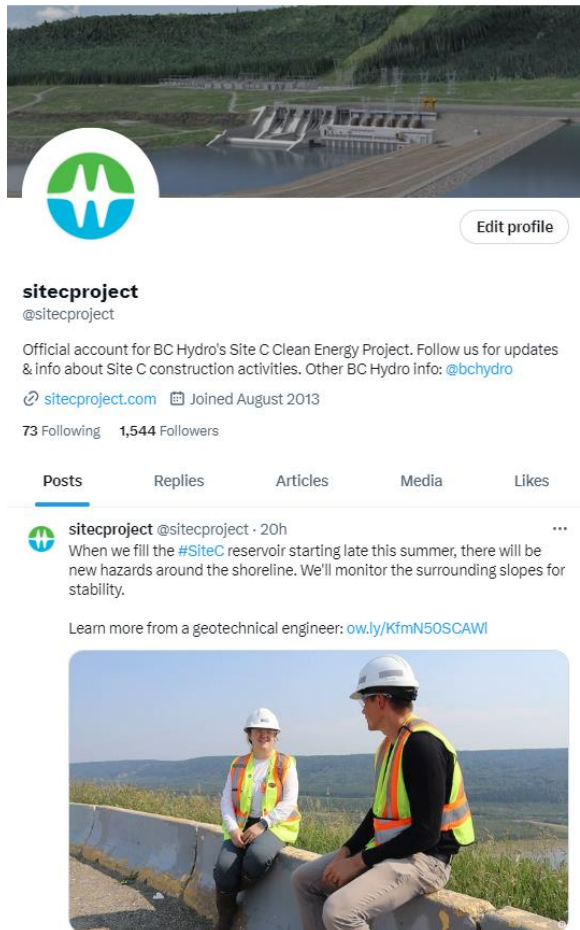 Edit profile
sitecproject
@sitecproject
Official account for BC Hydro's Site C Clean Energy Project. Follow us for updates
& info about Site C construction activities. Other BC Hydro info: @bchydro
sitecproject.com Joined August 2013
73 Following 1,544 Followers
Posts Replies Articles Media Likes
sitecproject @sitecproject · 20h
When we fill the #SiteC reservoir starting late this summer, there will be
new hazards around the shoreline. We'll monitor the surrounding slopes for
stability.
Learn more from a geotechnical engineer: ow.ly/KfmN50SCAWl